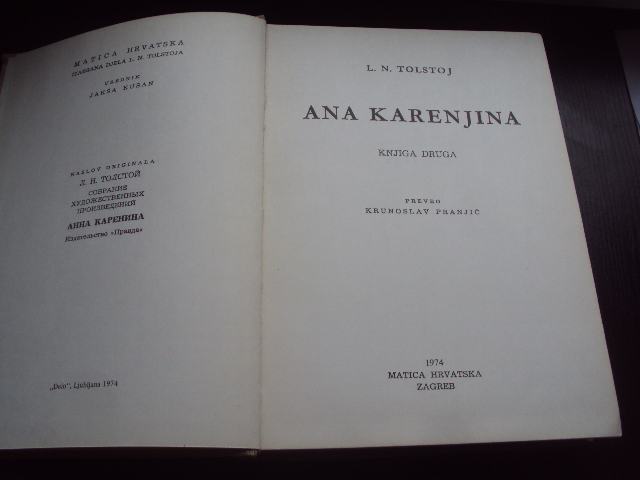 MATICA HRVATSKA
IZABRANA DJELA L. N. TOLSTOJA
UREDNIK
JAKŠA KUŠAN
NASLOV ORIGINALA
Л. Н. ТОЛСТОЙ
СОБРАНИЕ
ХУДОЖЕСТВЕННЫХ
ПРОИЗВЕДЕНИЙ
АННА КАРЕНИНА
Издательство «Правда»
„Delo“, Ljubljana 1974
L. N. TOLSTOJ
ANA KARENJINA
KNJIGA DRUGA
PREVEO
KRUNOSLAV PRANJIĆ
1974
MATICA HRVATSKA
ZAGREB